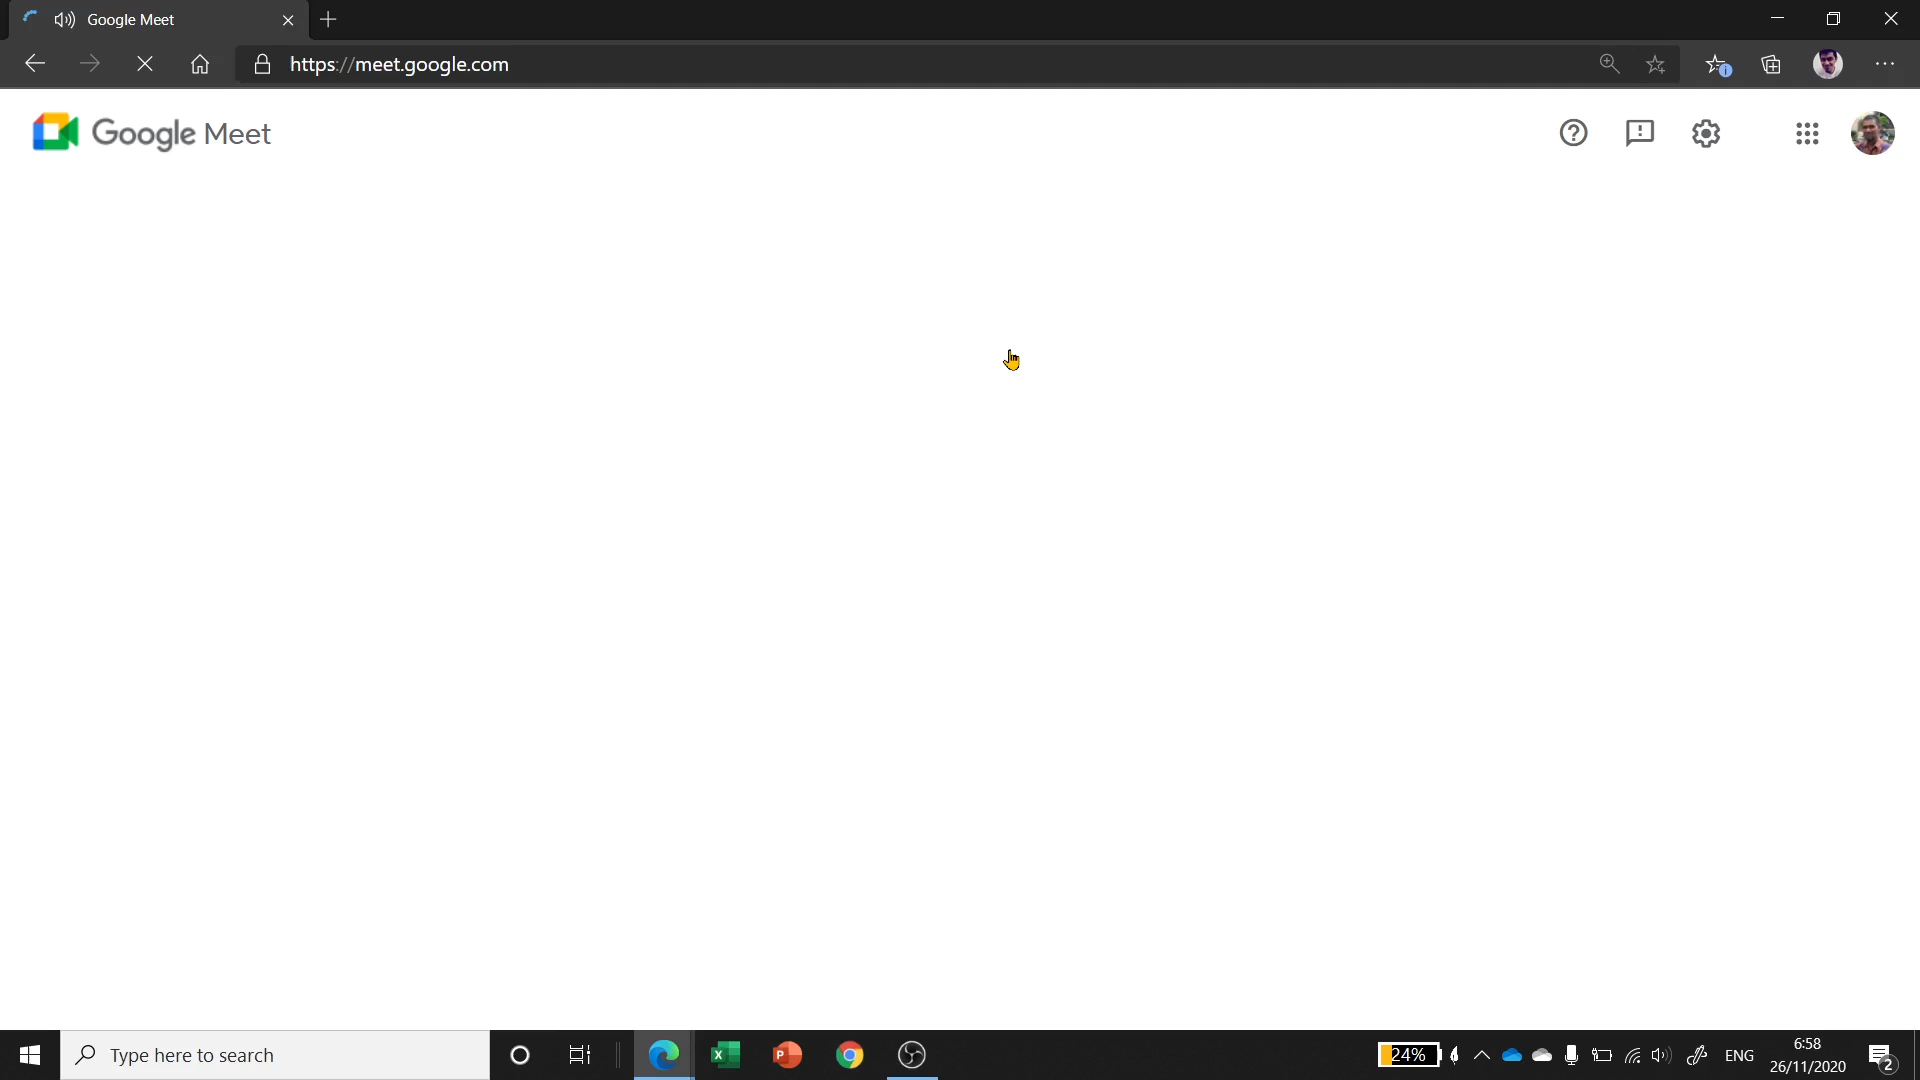 Google Meet
https://meet.google.com
Google Meet
Type here to search
24%
ENG
6:58
26/11/2020
2